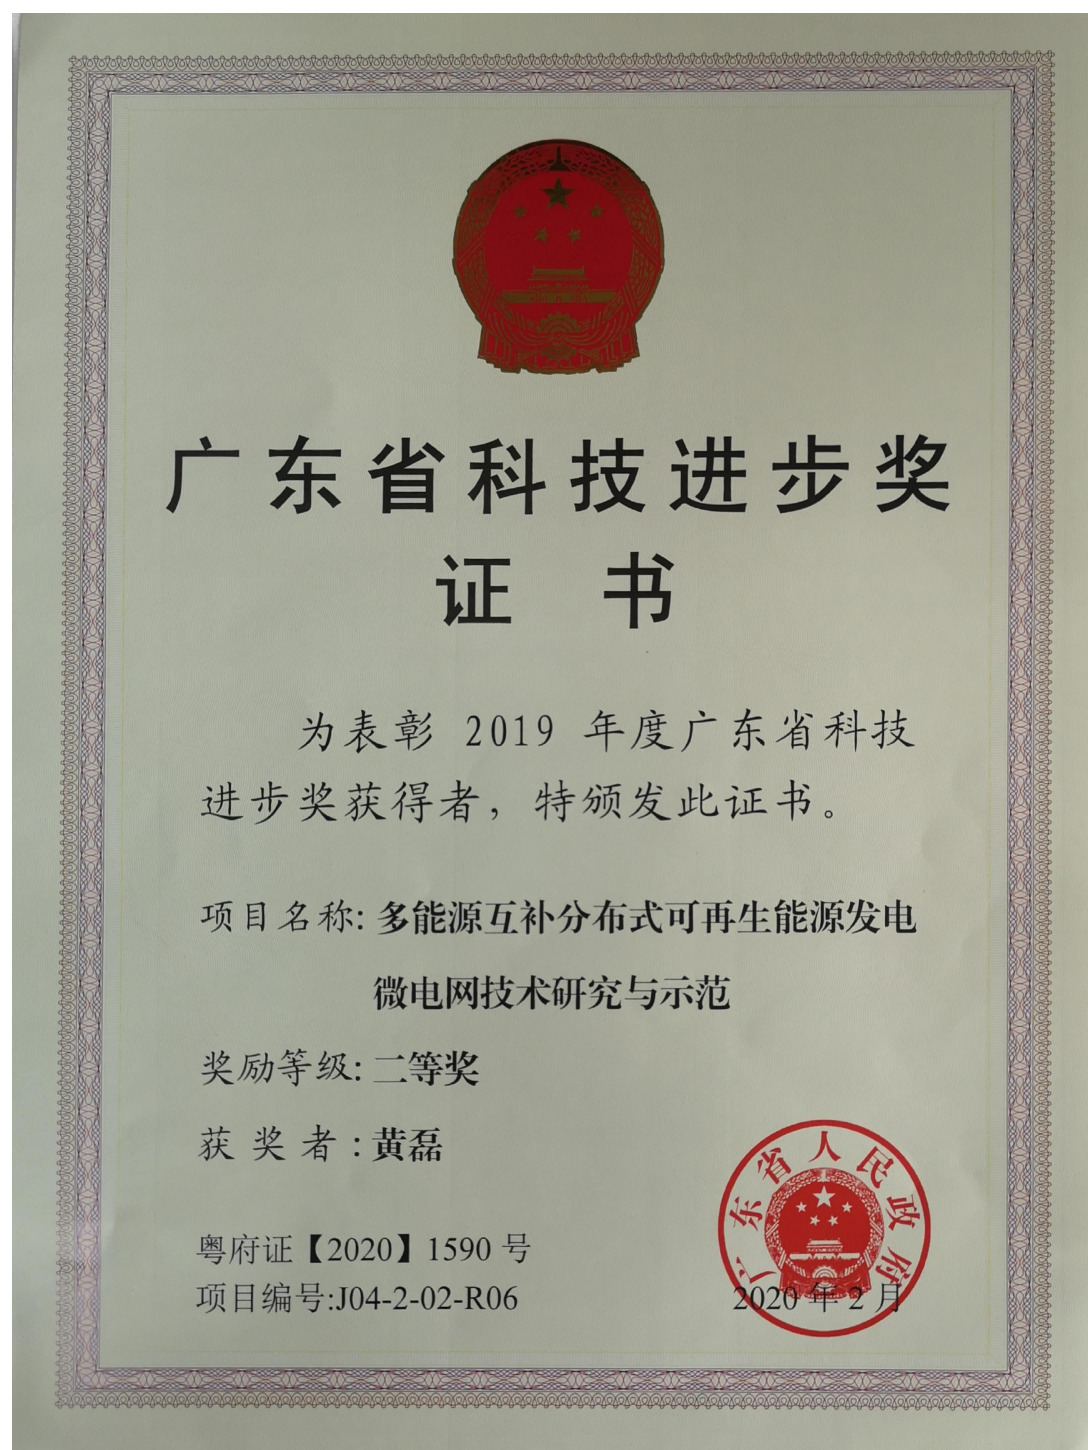 广东省科技进步奖
证书
为表彰 2019 年度广东省科技
进步奖获得者，特颁发此证书。
项目名称: 多能源互补分布式可再生能源发电
微电网技术研究与示范
奖励等级: 二等奖
获奖者: 黄磊
广东省人民政府
粤府证【2020】1590 号
项目编号:J04-2-02-R06
2020 年 2 月